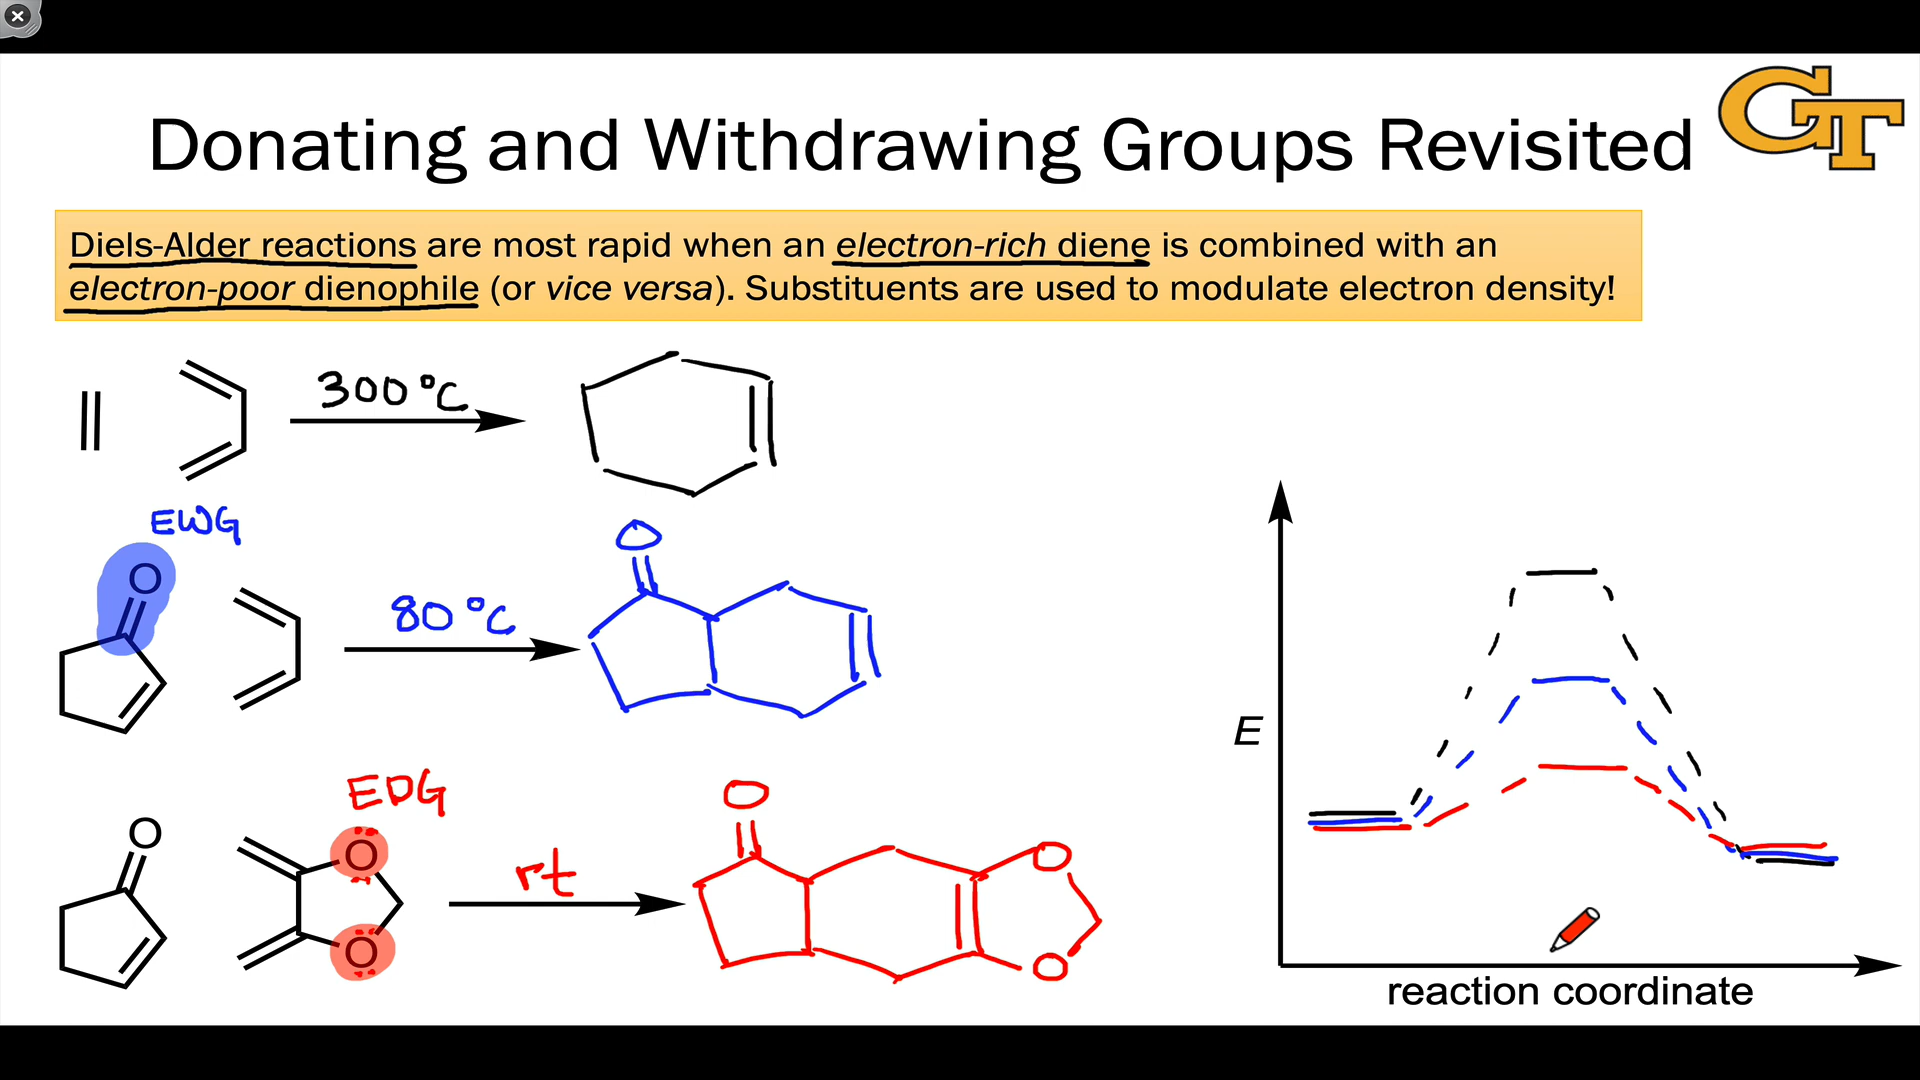 Donating and Withdrawing Groups Revisited
GT
Diels-Alder reactions are most rapid when an electron-rich diene is combined with an
electron-poor dienophile (or vice versa). Substituents are used to modulate electron density!
300°C
EWG
O
O
80°C
E
EDG
O
O
O
O
rt
O
O
O
reaction coordinate